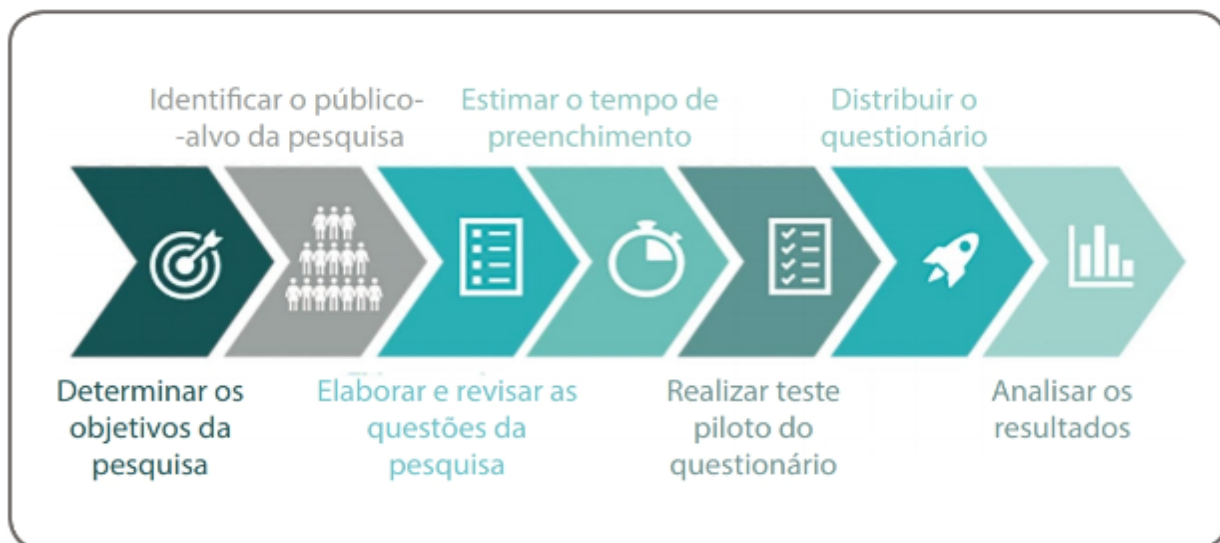 Identificar o público-
-alvo da pesquisa
Estimar o tempo de
preenchimento
Distribuir o
questionário
Determinar os
objetivos da
pesquisa
Elaborar e revisar as
questões da
pesquisa
Realizar teste
piloto do
questionário
Analisar os
resultados